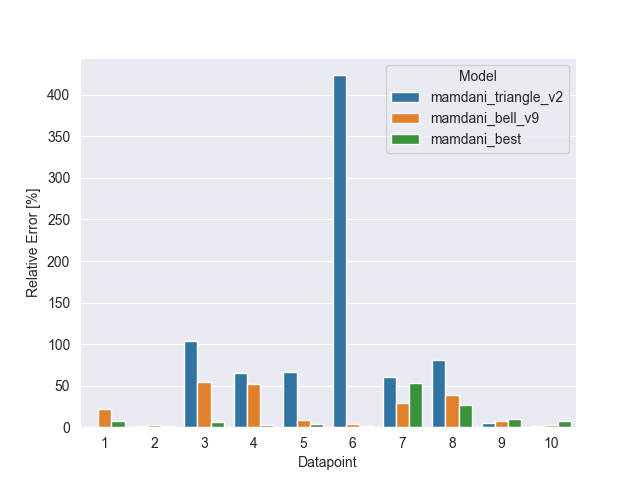 Model
mamdani_triangle_v2
mamdani_bell_v9
mamdani_best
Relative Error [%]
400
350
300
250
200
150
100
50
0
1 2 3 4 5 6 7 8 9 10
Datapoint